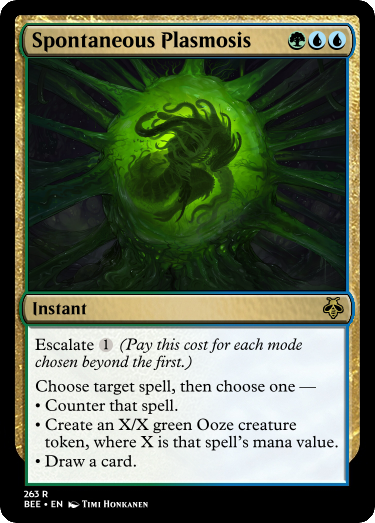 Spontaneous Plasmosis
Instant
Escalate 1 (Pay this cost for each mode
chosen beyond the first.)
Choose target spell, then choose one —
• Counter that spell.
• Create an X/X green Ooze creature
token, where X is that spell's mana value.
• Draw a card.
263 R
BEE • EN Timi Honkanen